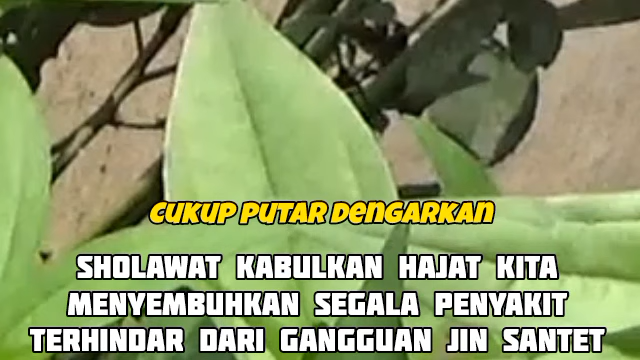 CUKUP PUTAR DENGARKAN
SHOLAWAT KABULKAN HAJAT KITA
MENYEMBUHKAN SEGALA PENYAKIT
TERHINDAR DARI GANGGUAN JIN SANTET